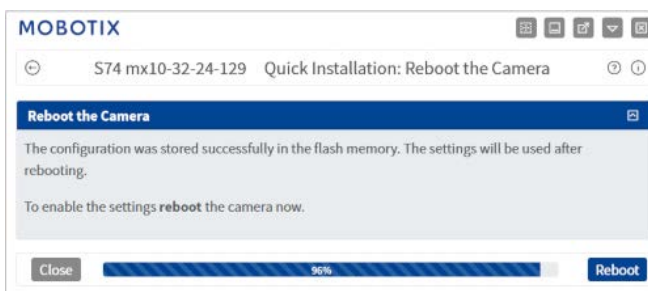 MOBOTIX
S74 mx10-32-24-129 Quick Installation: Reboot the Camera
Reboot the Camera
The configuration was stored successfully in the flash memory. The settings will be used after
rebooting.
To enable the settings reboot the camera now.
Close 96% Reboot